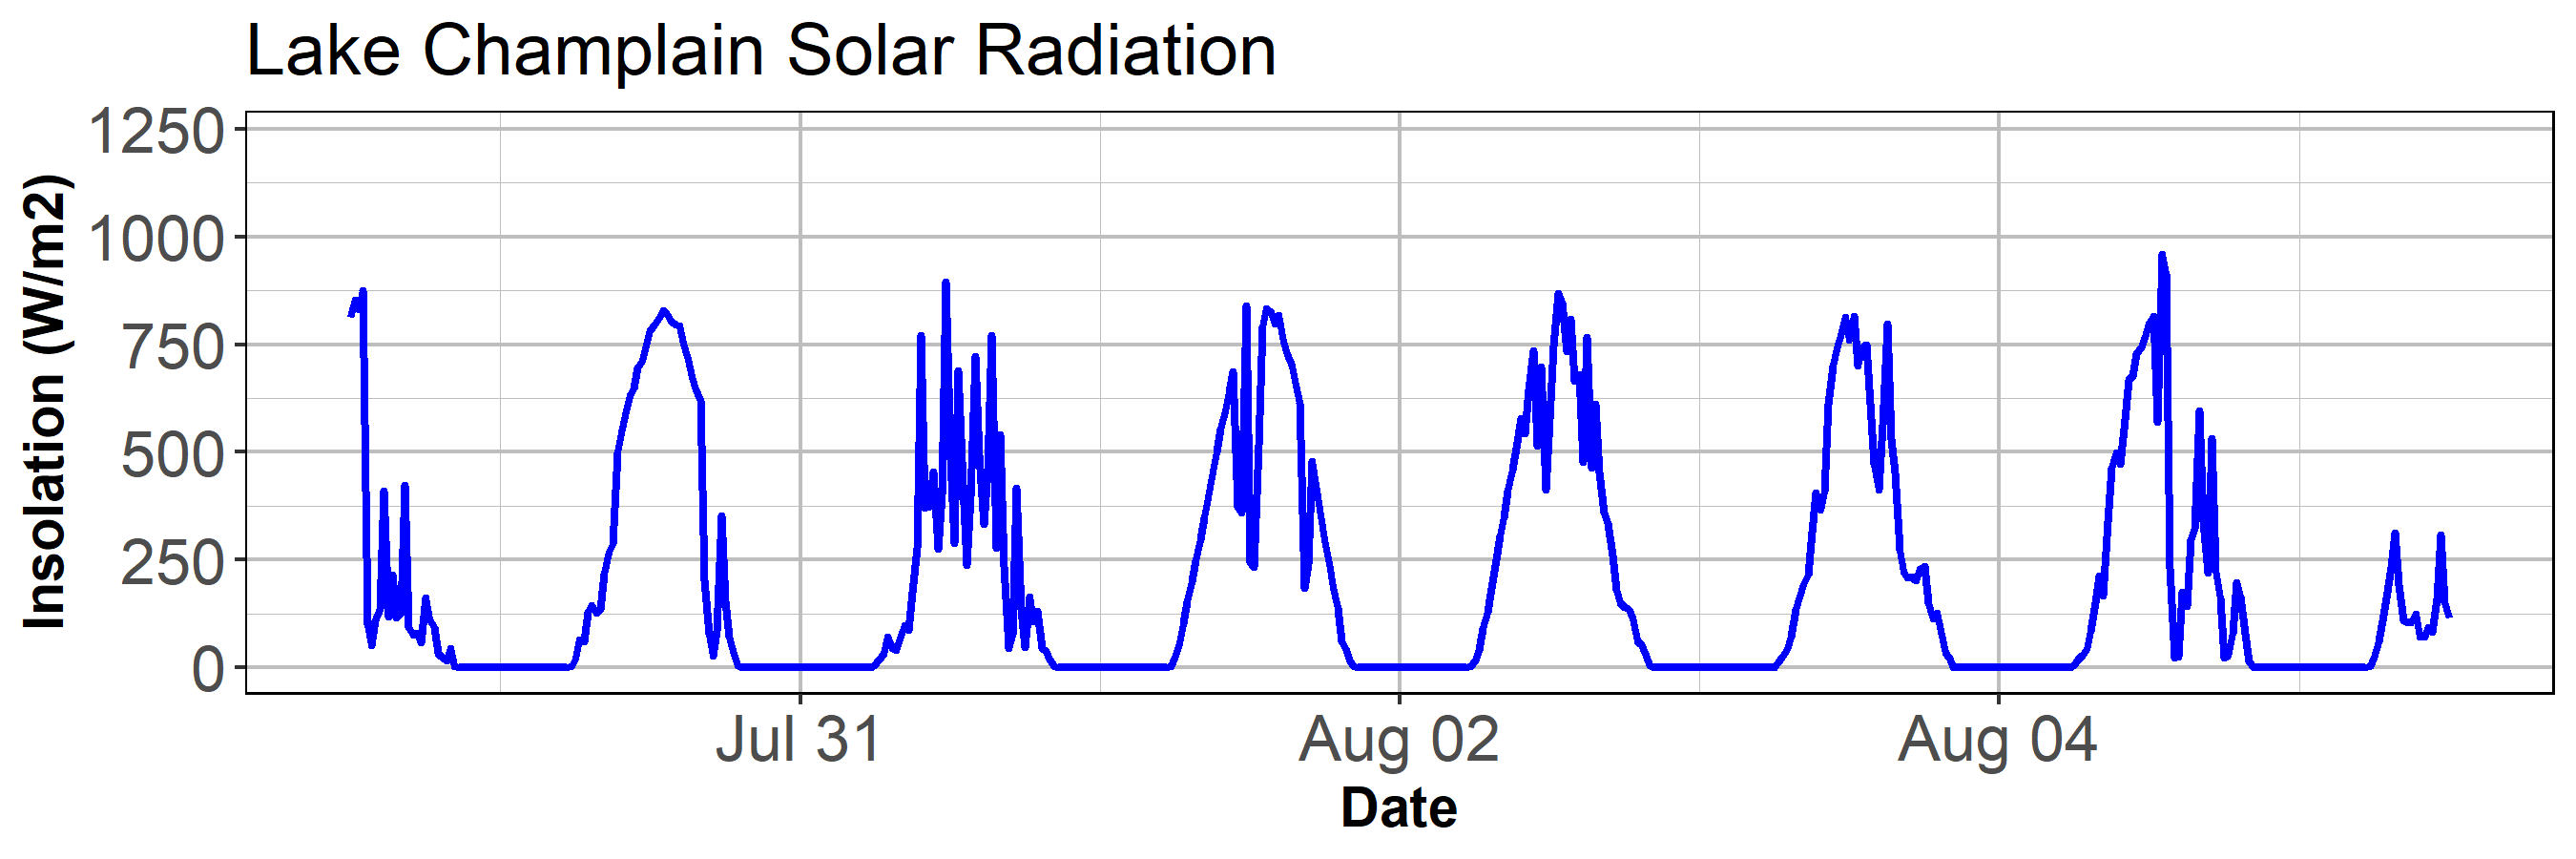 Lake Champlain Solar Radiation
1250
1000
750
500
250
0
Insolation (W/m2)
Jul 31
Aug 02
Aug 04
Date